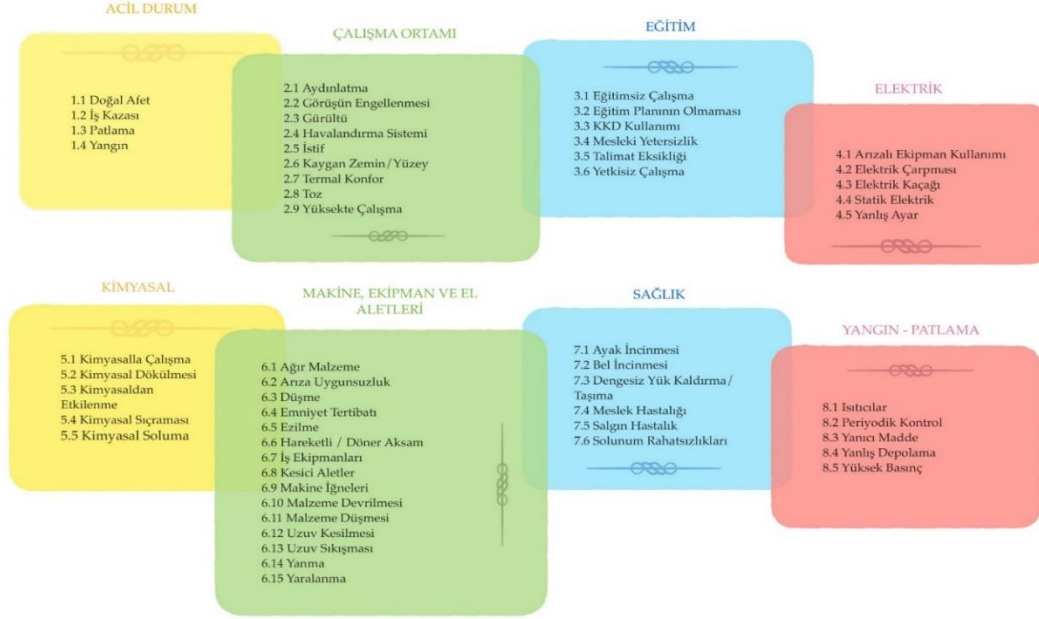 ACİL DURUM
1.1 Doğal Afet
1.2 İş Kazası
1.3 Patlama
1.4 Yangın
ÇALIŞMA ORTAMI
2.1 Aydınlatma
2.2 Görüşün Engellenmesi
2.3 Gürültü
2.4 Havalandırma Sistemi
2.5 İstif
2.6 Kaygan Zemin/Yüzey
2.7 Termal Konfor
2.8 Toz
2.9 Yüksekte Çalışma
EĞİTİM
3.1 Eğitimsiz Çalışma
3.2 Eğitim Planının Olmaması
3.3 KKD Kullanımı
3.4 Mesleki Yetersizlik
3.5 Talimat Eksikliği
3.6 Yetkisiz Çalışma
ELEKTRİK
4.1 Arızalı Ekipman Kullanımı
4.2 Elektrik Çarpması
4.3 Elektrik Kaçağı
4.4 Statik Elektrik
4.5 Yanlış Ayar
KİMYASAL
5.1 Kimyasalla Çalışma
5.2 Kimyasal Dökülmesi
5.3 Kimyasaldan
Etkilenme
5.4 Kimyasal Sıçraması
5.5 Kimyasal Soluma
MAKİNE, EKİPMAN VE EL
ALETLERİ
6.1 Ağır Malzeme
6.2 Arıza Uygunsuzluk
6.3 Düşme
6.4 Emniyet Tertibatı
6.5 Ezilme
6.6 Hareketli / Döner Aksam
6.7 İş Ekipmanları
6.8 Kesici Aletler
6.9 Makine İğneleri
6.10 Malzeme Devrilmesi
6.11 Malzeme Düşmesi
6.12 Uzuv Kesilmesi
6.13 Uzuv Sıkışması
6.14 Yanma
6.15 Yaralanma
SAĞLIK
7.1 Ayak İncinmesi
7.2 Bel İncinmesi
7.3 Dengesiz Yük Kaldırma/
Taşıma
7.4 Meslek Hastalığı
7.5 Salgın Hastalık
7.6 Solunum Rahatsızlıkları
YANGIN - PATLAMA
8.1 Isıtıcılar
8.2 Periyodik Kontrol
8.3 Yanıcı Madde
8.4 Yanlış Depolama
8.5 Yüksek Basınç